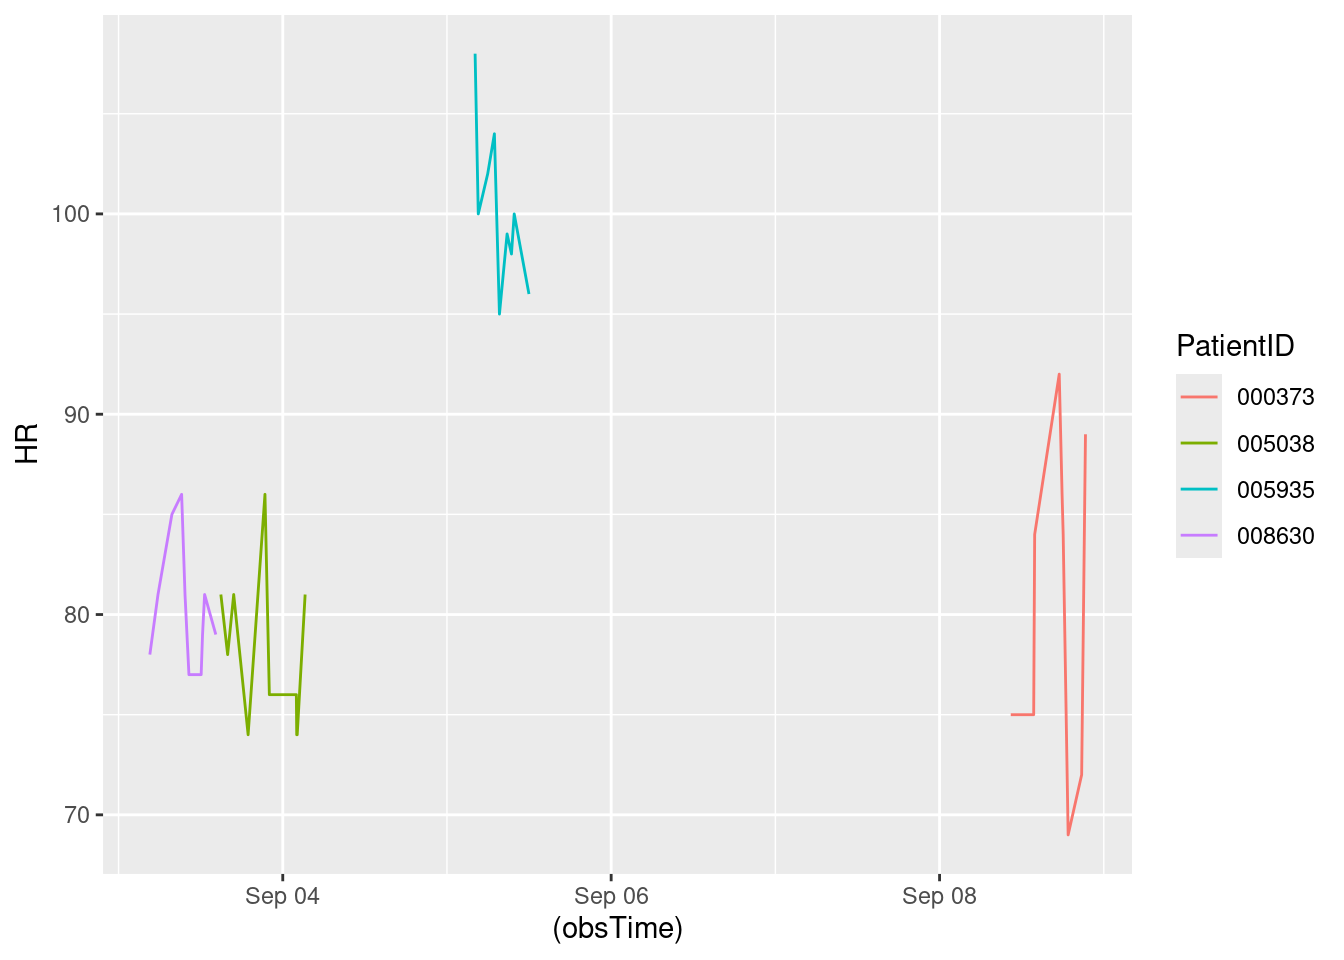 HR
100
90
80
70
Sep 04
Sep 06
Sep 08
(obsTime)
PatientID
000373
005038
005935
008630